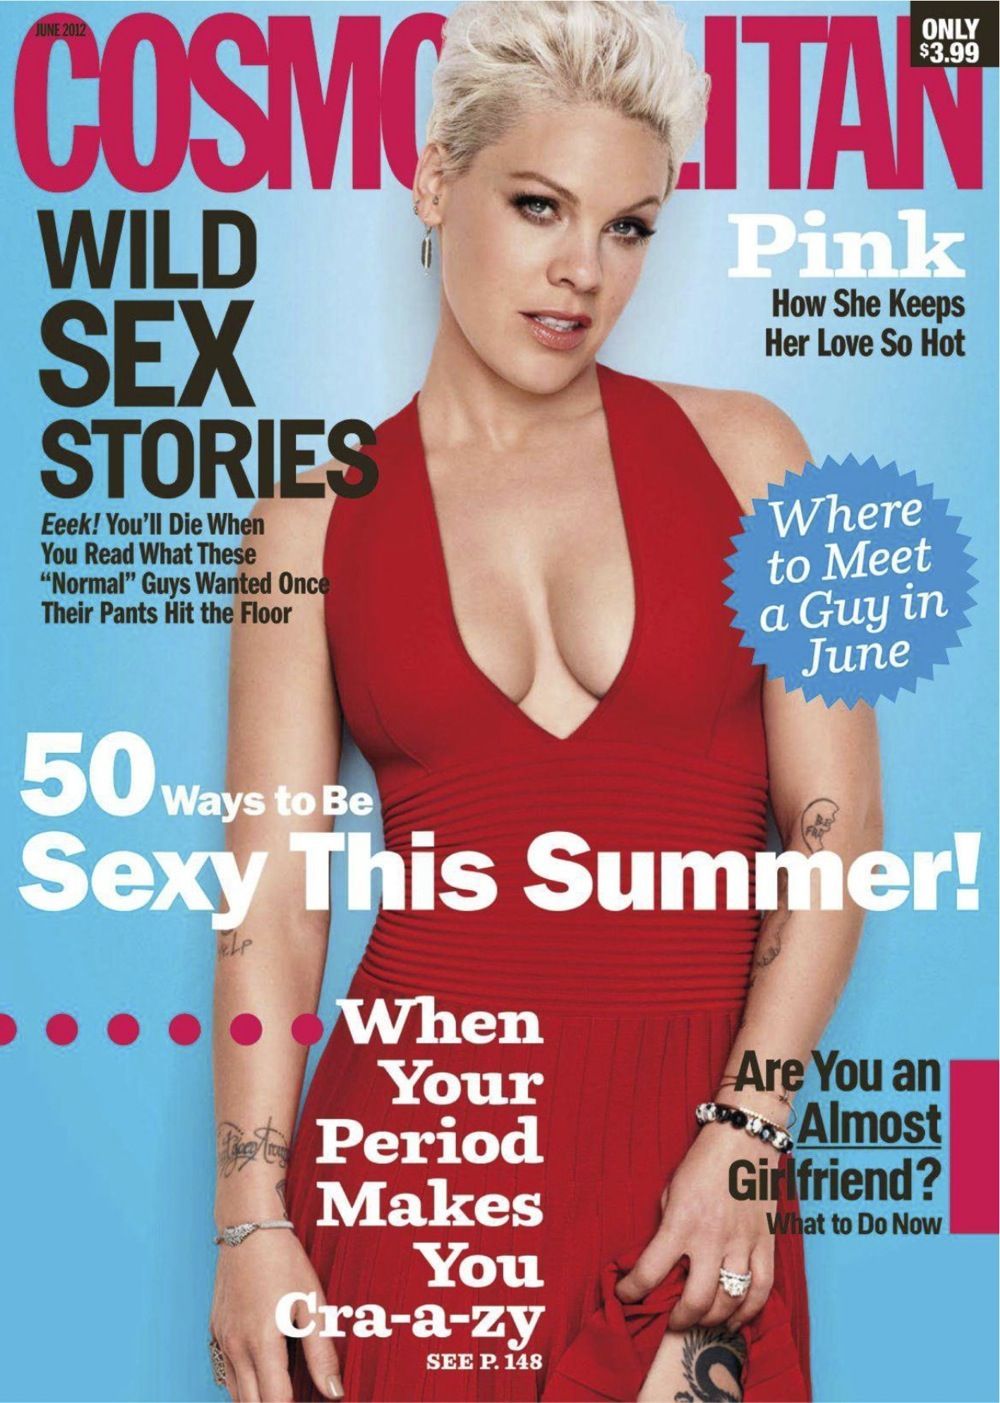 JUNE 2012
COSMOPOLITAN
ONLY
$3.99
WILD
SEX
STORIES
Eeek! You'll Die When
You Read What These
“Normal” Guys Wanted Once
Their Pants Hit the Floor
Pink
How She Keeps
Her Love So Hot
Where
to Meet
a Guy in
June
50 Ways to Be
Sexy This Summer!
When
Your
Period
Makes
You
Cra-a-zy
SEE P. 148
Are You an
Almost
Girlfriend?
What to Do Now